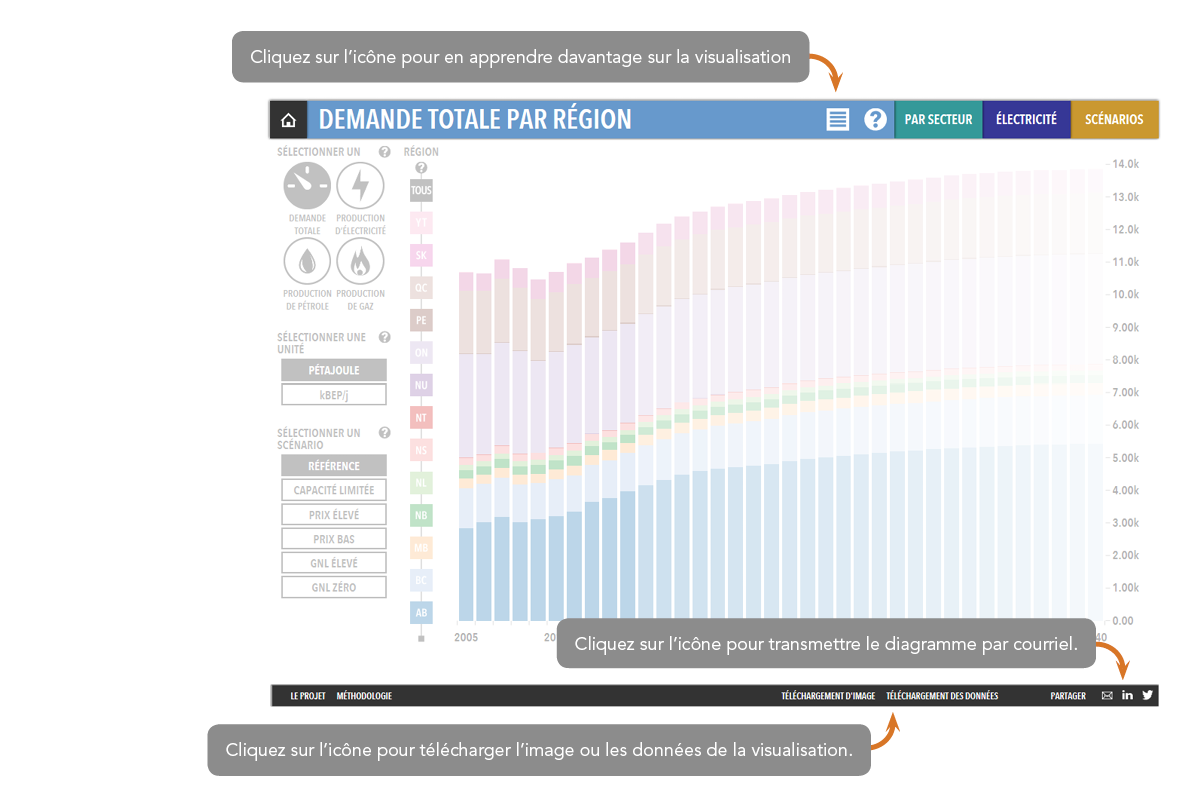 Cliquez sur l’icône pour en apprendre davantage sur la visualisation
DEMANDE TOTALE PAR RÉGION
?
PAR SECTEUR
ÉLECTRICITÉ
SCÉNARIOS
SÉLECTIONNER UN
?
DEMANDE
TOTALE
PRODUCTION
D'ÉLECTRICITÉ
PRODUCTION
DE PÉTROLE
PRODUCTION
DE GAZ
SÉLECTIONNER UNE
UNITÉ
?
PÉTAJOULE
kBEP/j
SÉLECTIONNER UN
SCÉNARIO
?
RÉFÉRENCE
CAPACITÉ LIMITÉE
PRIX ÉLEVÉ
PRIX BAS
GNL ÉLEVÉ
GNL ZÉRO
RÉGION
?
TOUS
YT
SK
QC
PE
ON
NU
NT
NS
NL
NB
MB
BC
AB
14.0k
13.0k
12.0k
11.0k
10.0k
9.00k
8.00k
7.00k
6.00k
5.00k
4.00k
3.00k
2.00k
1.00k
0.00
2005
20
40
Cliquez sur l’icône pour transmettre le diagramme par courriel.
LE PROJET
MÉTHODOLOGIE
TÉLÉCHARGEMENT D'IMAGE
TÉLÉCHARGEMENT DES DONNÉES
PARTAGER
in
Cliquez sur l’icône pour télécharger l’image ou les données de la visualisation.